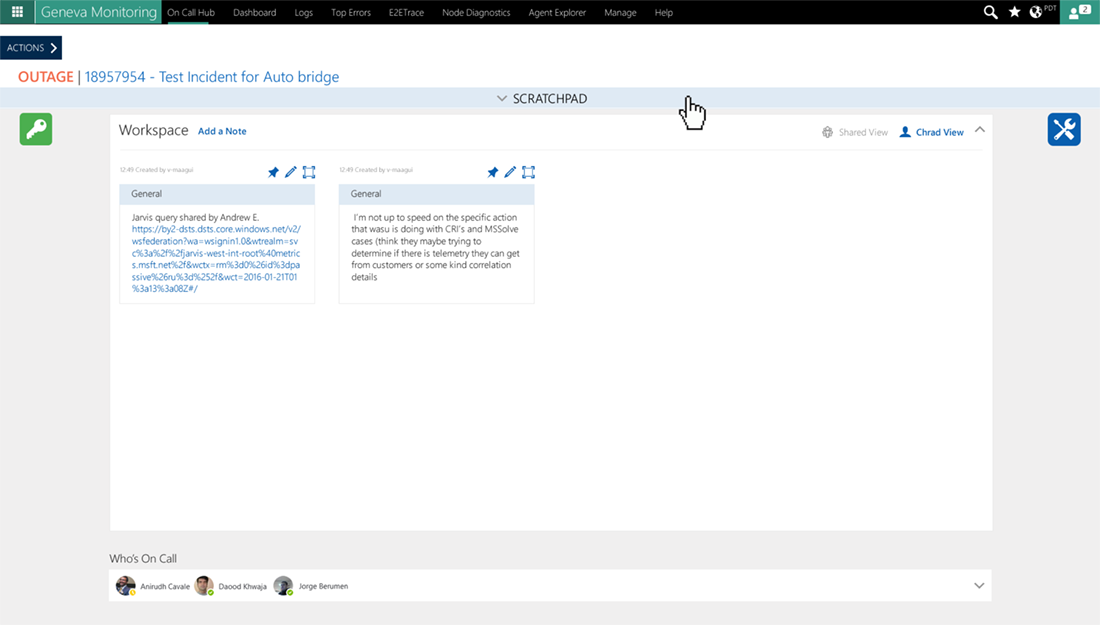 Geneva Monitoring On Call Hub Dashboard Logs Top Errors E2ETrace Node Diagnostics Agent Explorer Manage Help PDT 2
ACTIONS
OUTAGE | 18957954 - Test Incident for Auto bridge
SCRATCHPAD
Workspace Add a Note Shared View Chrad View
12:49 Created by v-maagui
General
Jarvis query shared by Andrew E.
https://by2-dsts.dsts.core.windows.net/v2/
wsfederation?wa=wsignin1.0&wtrealm=sv
c%3a%2f%2fjarvis-west-int-root%40metric
s.msft.net%2f&wctx=rm%3d0%26id%3dpa
ssive%26ru%3d%252f&wct=2016-01-21T01
%3a13%3a08Z#/
12:49 Created by v-maagui
General
I'm not up to speed on the specific action
that wasu is doing with CRI's and MSSolve
cases (think they maybe trying to
determine if there is telemetry they can get
from customers or some kind correlation
details
Who's On Call
Anirudh Cavale Daood Khwaja Jorge Berumen